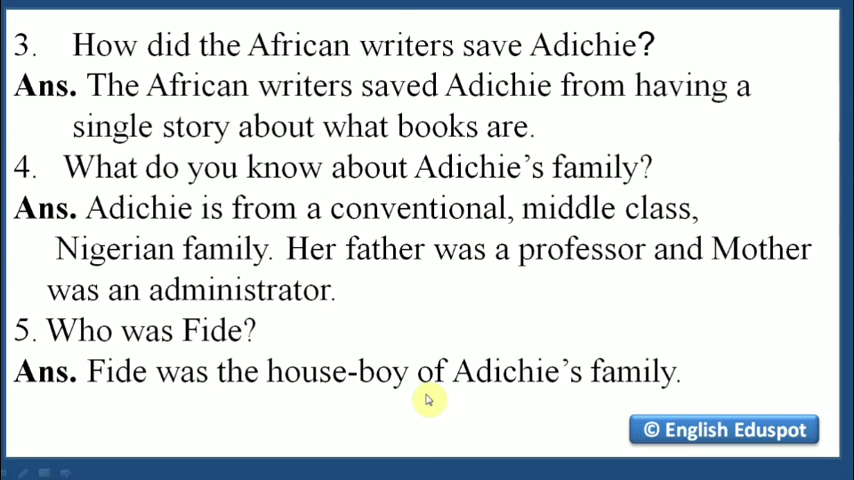 3. How did the African writers save Adichie?
Ans. The African writers saved Adichie from having a
single story about what books are.
4. What do you know about Adichie’s family?
Ans. Adichie is from a conventional, middle class,
Nigerian family. Her father was a professor and Mother
was an administrator.
5. Who was Fide?
Ans. Fide was the house-boy of Adichie’s family.
© English Eduspot